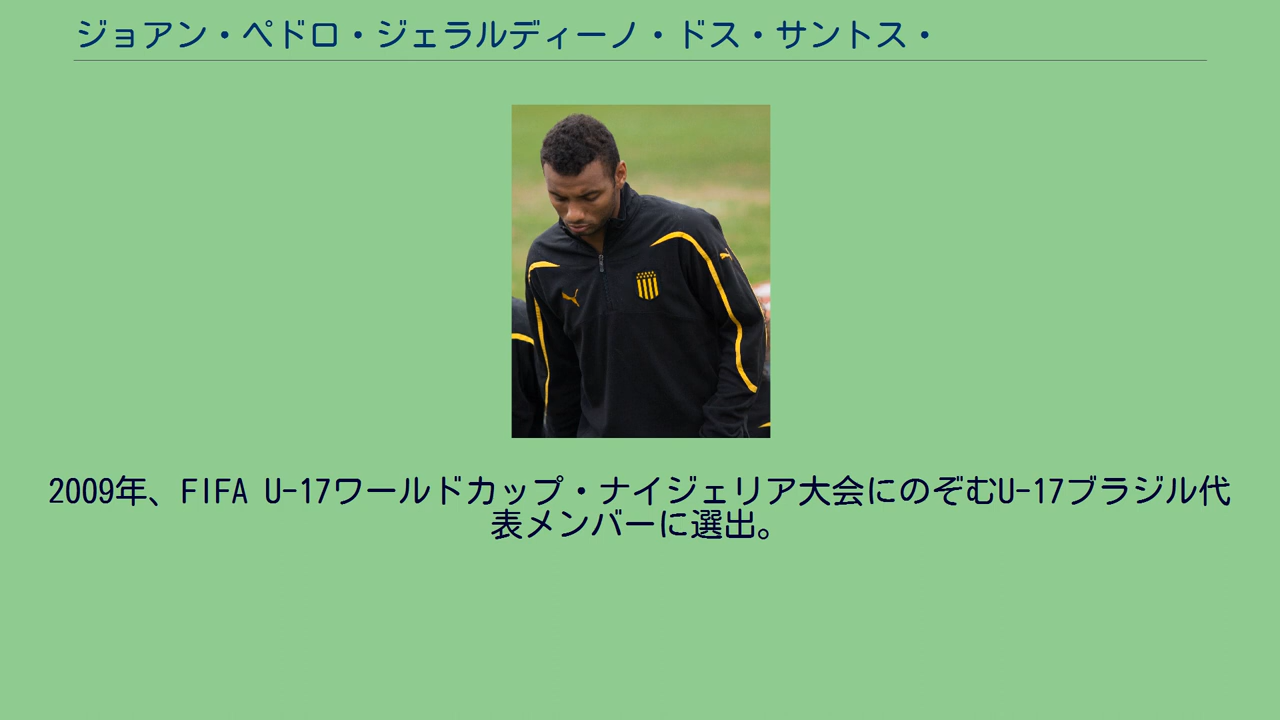 ジョアン・ペドロ・ジェラルディーノ・ドス・サントス・
2009年、FIFA U-17ワールドカップ・ナイジェリア大会にのぞむU-17ブラジル代
表メンバーに選出。